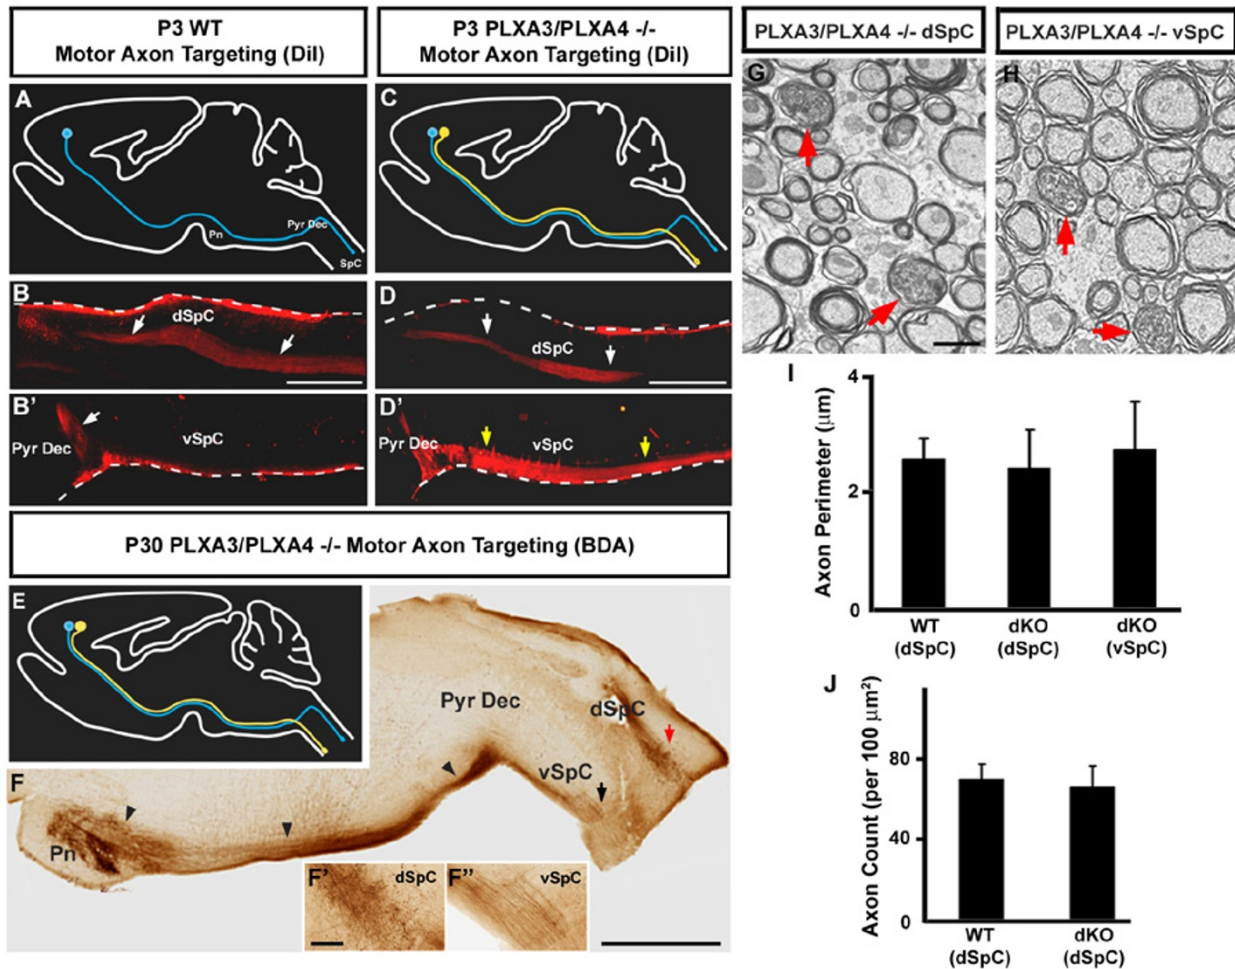 P3 WT
Motor Axon Targeting (DiI)
P3 PLXA3/PLXA4 -/-
Motor Axon Targeting (DiI)
PLXA3/PLXA4 -/- dSpC
PLXA3/PLXA4 -/- vSpC
A
Pn
Pyr Dec
SpC
C
G
H
B
dSpC
D
dSpC
B'
Pyr Dec
vSpC
D'
Pyr Dec
vSpC
I
Axon Perimeter (μm)
4
2
0
WT
(dSpC)
dKO
(dSpC)
dKO
(vSpC)
P30 PLXA3/PLXA4 -/- Motor Axon Targeting (BDA)
E
F
Pn
Pyr Dec
vSpC
dSpC
F'
dSpC
F''
vSpC
J
Axon Count (per 100 μm²)
80
40
0
WT
(dSpC)
dKO
(dSpC)